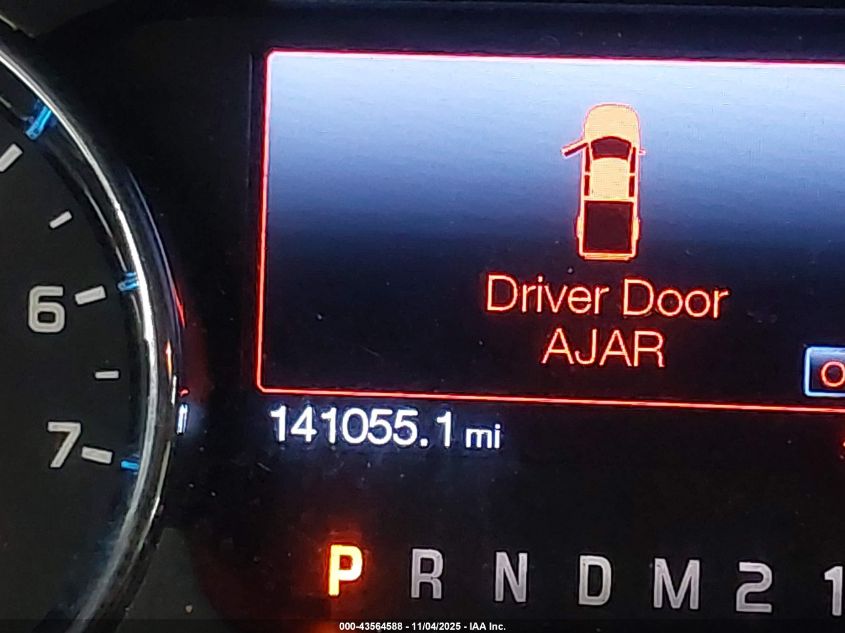 6
7
Driver Door
AJAR
O
141055.1 mi
P R N D M 2 1
000-43564588 - 11/04/2025 - IAA Inc.